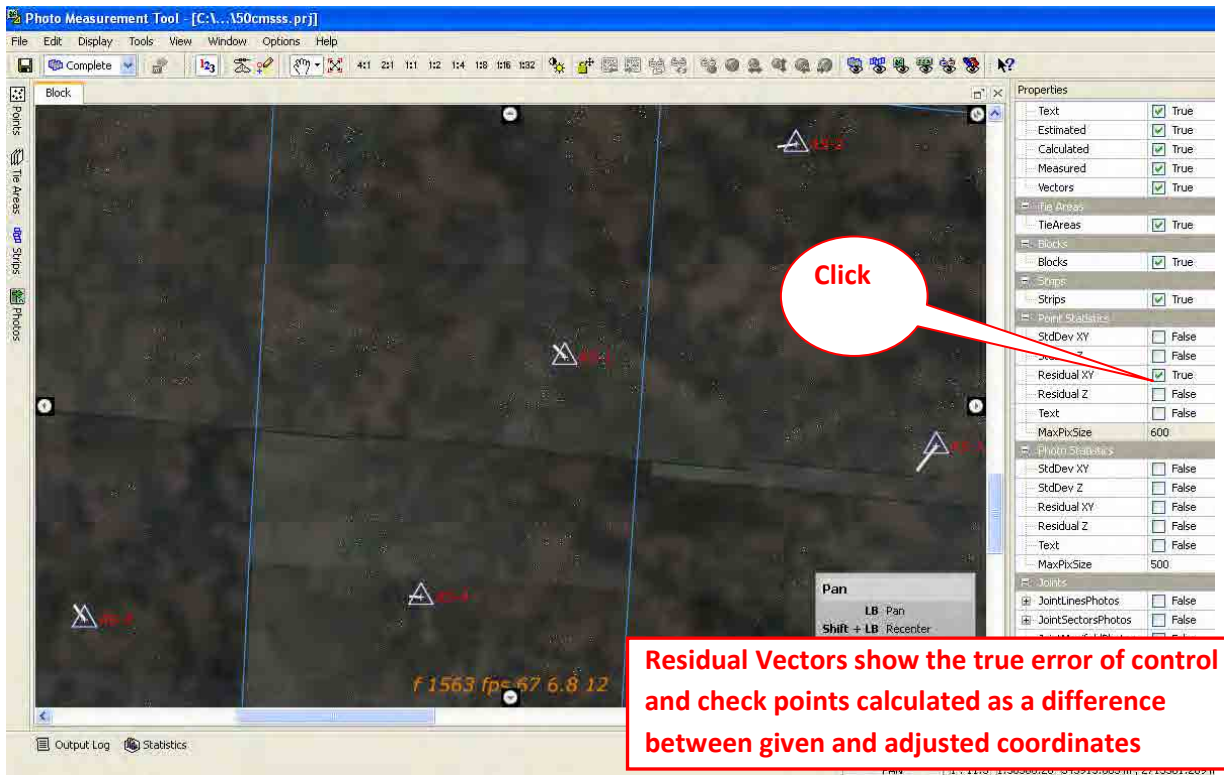 Photo Measurement Tool - [C:\...\50cmsss.prj]
File Edit Display Tools View Window Options Help
Complete 123 4:1 2:1 1:1 1:2 1:4 1:8 1:16 1:32
Block
Points
Tie Areas
Strips
Photos
Properties
Text True
Estimated True
Calculated True
Measured True
Vectors True
Tie Areas
TieAreas True
Blocks
Blocks True
Strips
Strips True
Point Statistics
StdDev XY False
Z False
Residual XY True
Residual Z False
Text False
MaxPixSize 600
Photo Statistics
StdDev XY False
StdDev Z False
Residual XY False
Residual Z False
Text False
MaxPixSize 500
Joints
JointLinesPhotos False
JointSectorsPhotos False
Click
f 1563 fps 67 6.8 12
Pan
LB Pan
Shift + LB Recenter
Residual Vectors show the true error of control
and check points calculated as a difference
between given and adjusted coordinates
Output Log Statistics